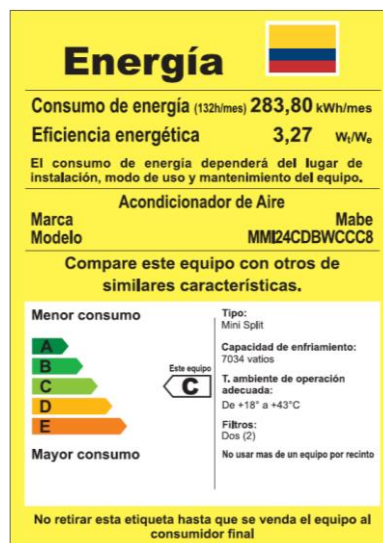 Energía
Consumo de energía (132h/mes) 283,80 kWh/mes
Eficiencia energética 3,27 Wt/We
El consumo de energía dependerá del lugar de
instalación, modo de uso y mantenimiento del equipo.
Acondicionador de Aire
Marca Mabe
Modelo MMI24CDBWCCC8
Compare este equipo con otros de
similares características.
Menor consumo
A
B
C
D
E
Mayor consumo
Este equipo
C
Tipo:
Mini Split
Capacidad de enfriamiento:
7034 vatios
T. ambiente de operación
adecuada:
De +18° a +43°C
Filtros:
Dos (2)
No usar mas de un equipo por recinto
No retirar esta etiqueta hasta que se venda el equipo al
consumidor final